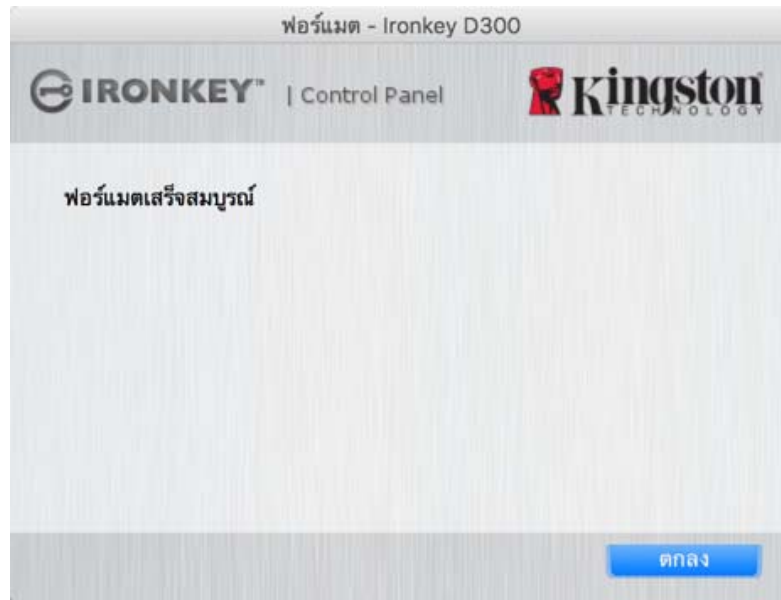 ฟอร์แมต - Ironkey D300
IRONKEY™ | Control Panel
Kingston
TECHNOLOGY
ฟอร์แมตเสร็จสมบูรณ์
ตกลง